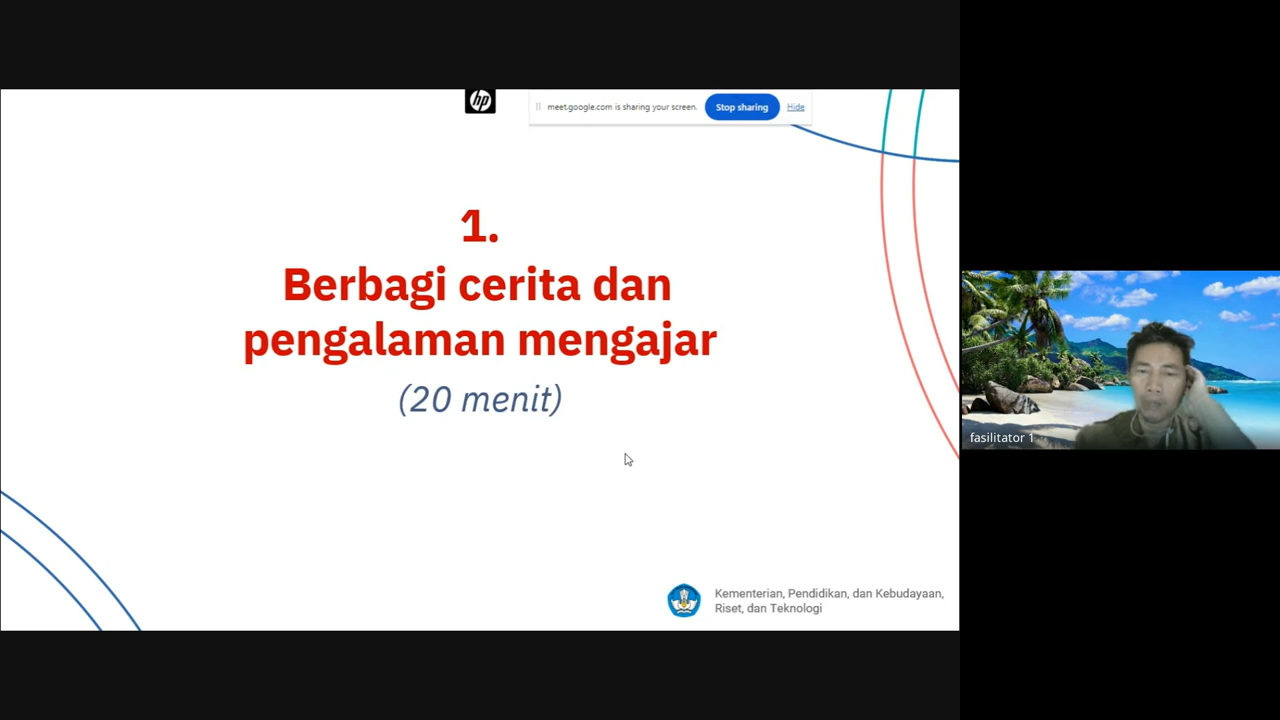 hp
meet.google.com is sharing your screen. Stop sharing Hide
1.
Berbagi cerita dan
pengalaman mengajar
(20 menit)
fasilitator 1
Kementerian, Pendidikan, dan Kebudayaan,
Riset, dan Teknologi